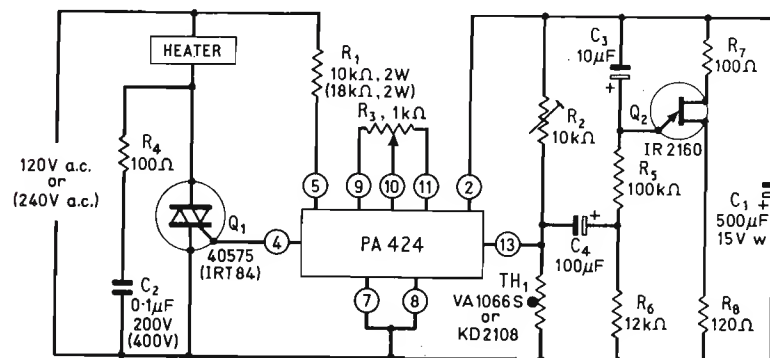 HEATER
R1
10kΩ, 2W
(18kΩ, 2W)
R3, 1kΩ
C3
10μF
+
R7
100Ω
Q2
IR 2160
R2
10kΩ
R4
100Ω
120V a.c.
or
(240V a.c.)
5
9
10
11
2
R5
100kΩ
C1 +
500μF
15V w
Q1
40575
(IRT84)
4
PA 424
13
+
C4
100μF
C2
0·1μF
200V
(400V)
7
8
TH1
VA1066S
or
KD2108
R6
12kΩ
R8
120Ω